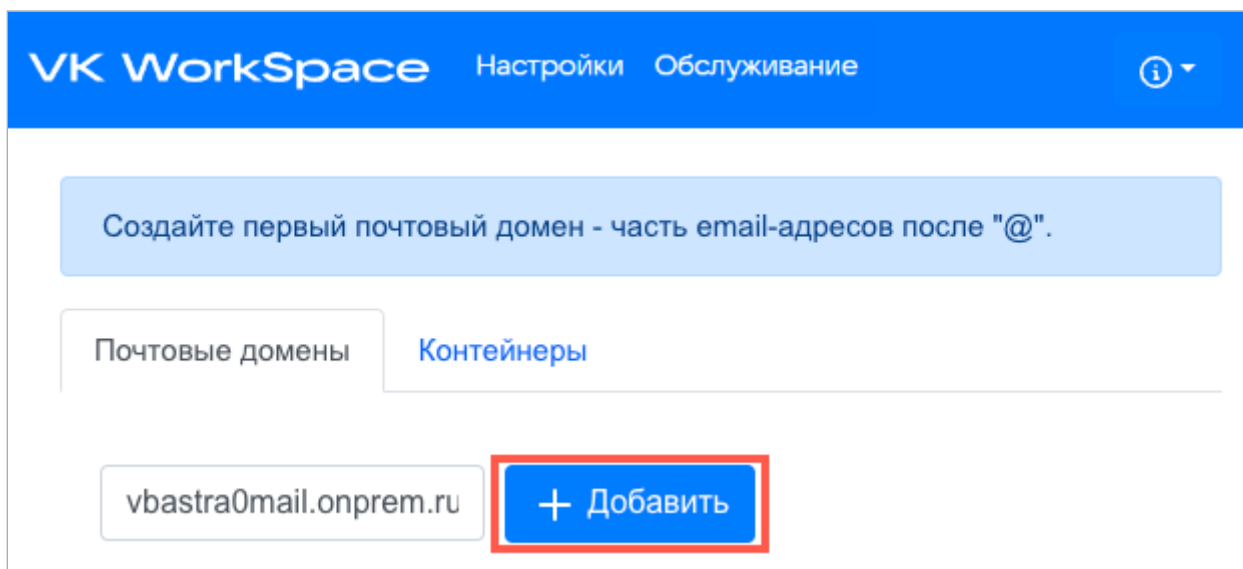 VK WorkSpace Настройки Обслуживание
Создайте первый почтовый домен - часть email-адресов после "@".
Почтовые домены Контейнеры
vbastra0mail.onprem.ru + Добавить